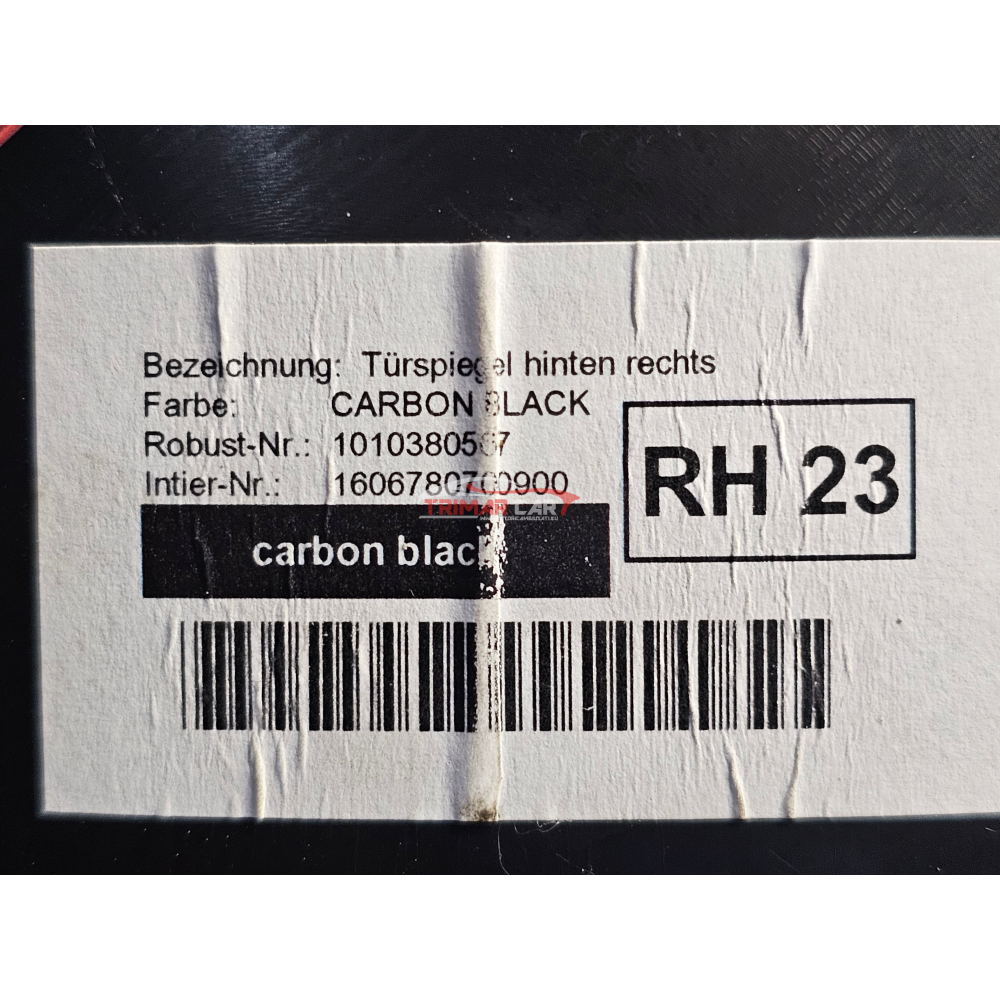 Bezeichnung: Türspiegel hinten rechts
Farbe: CARBON BLACK
Robust-Nr.:
Intier-Nr.:
RH 23
carbon black
TRIMAR CAR